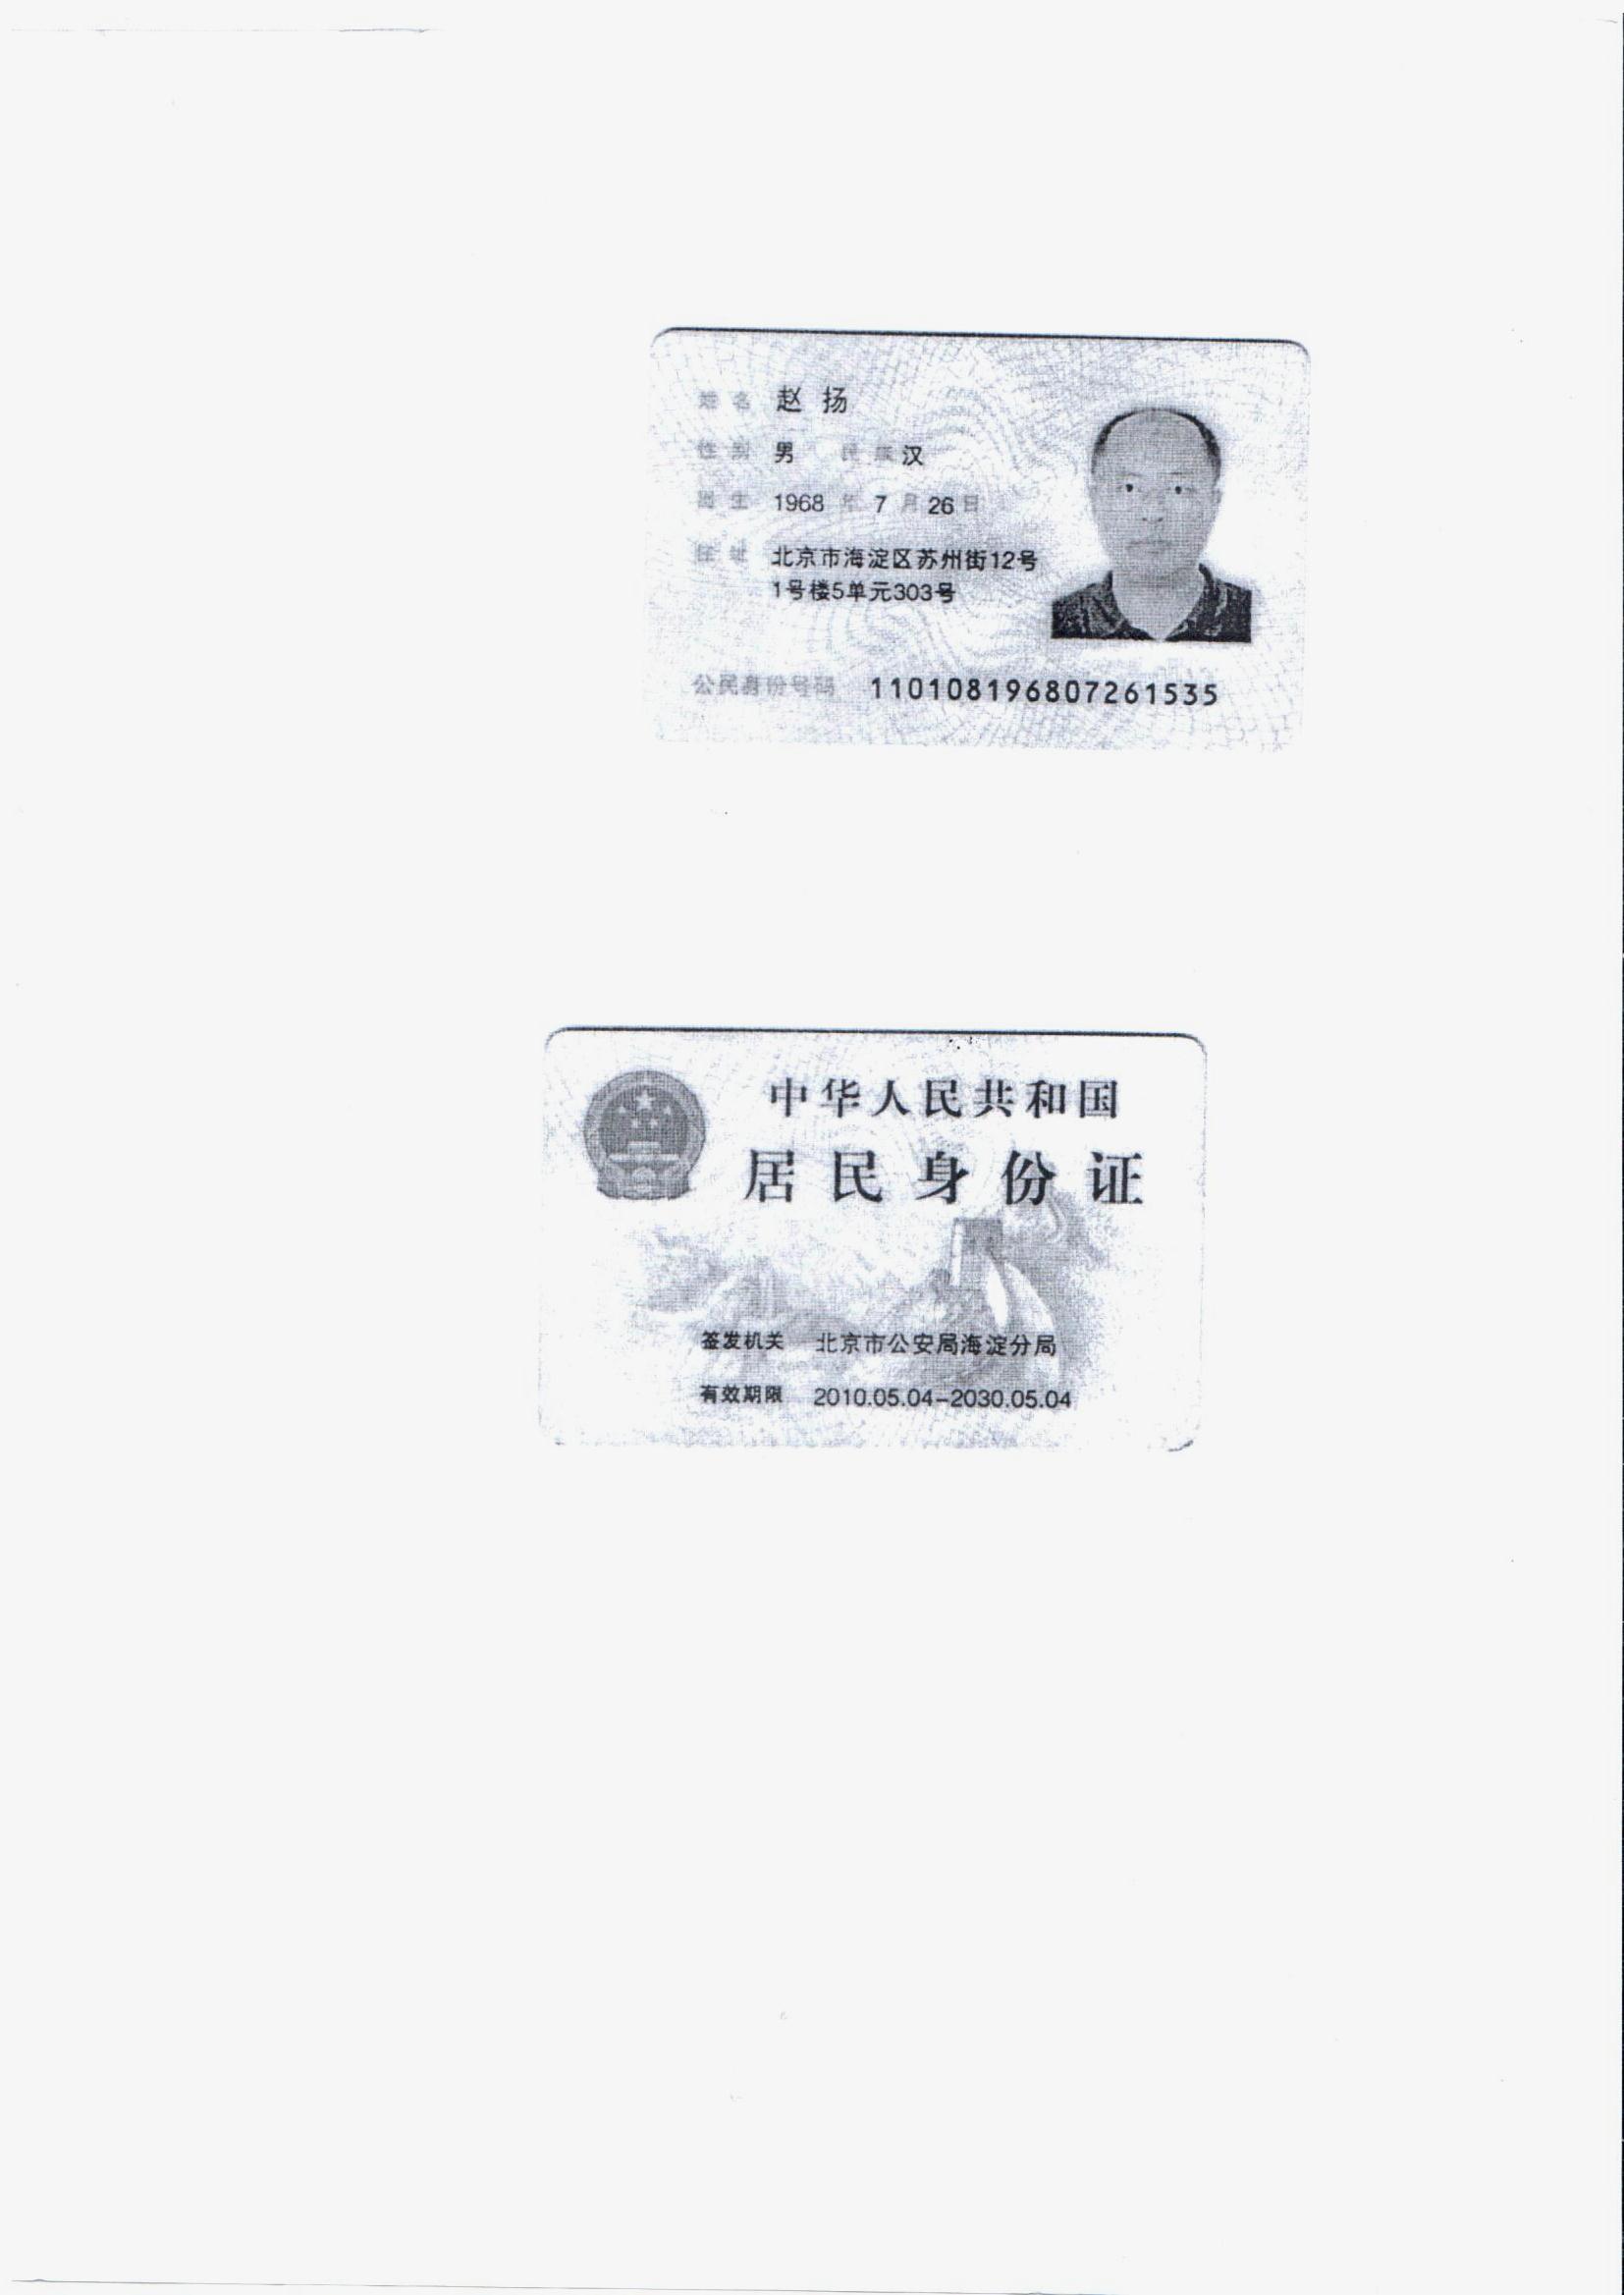 姓名 赵扬
性别 男 民族 汉
出生 1968 年 7 月 26 日
住址 北京市海淀区苏州街12号
1号楼5单元303号
公民身份号码 110108196807261535
中华人民共和国
居民身份证
签发机关 北京市公安局海淀分局
有效期限 2010.05.04-2030.05.04